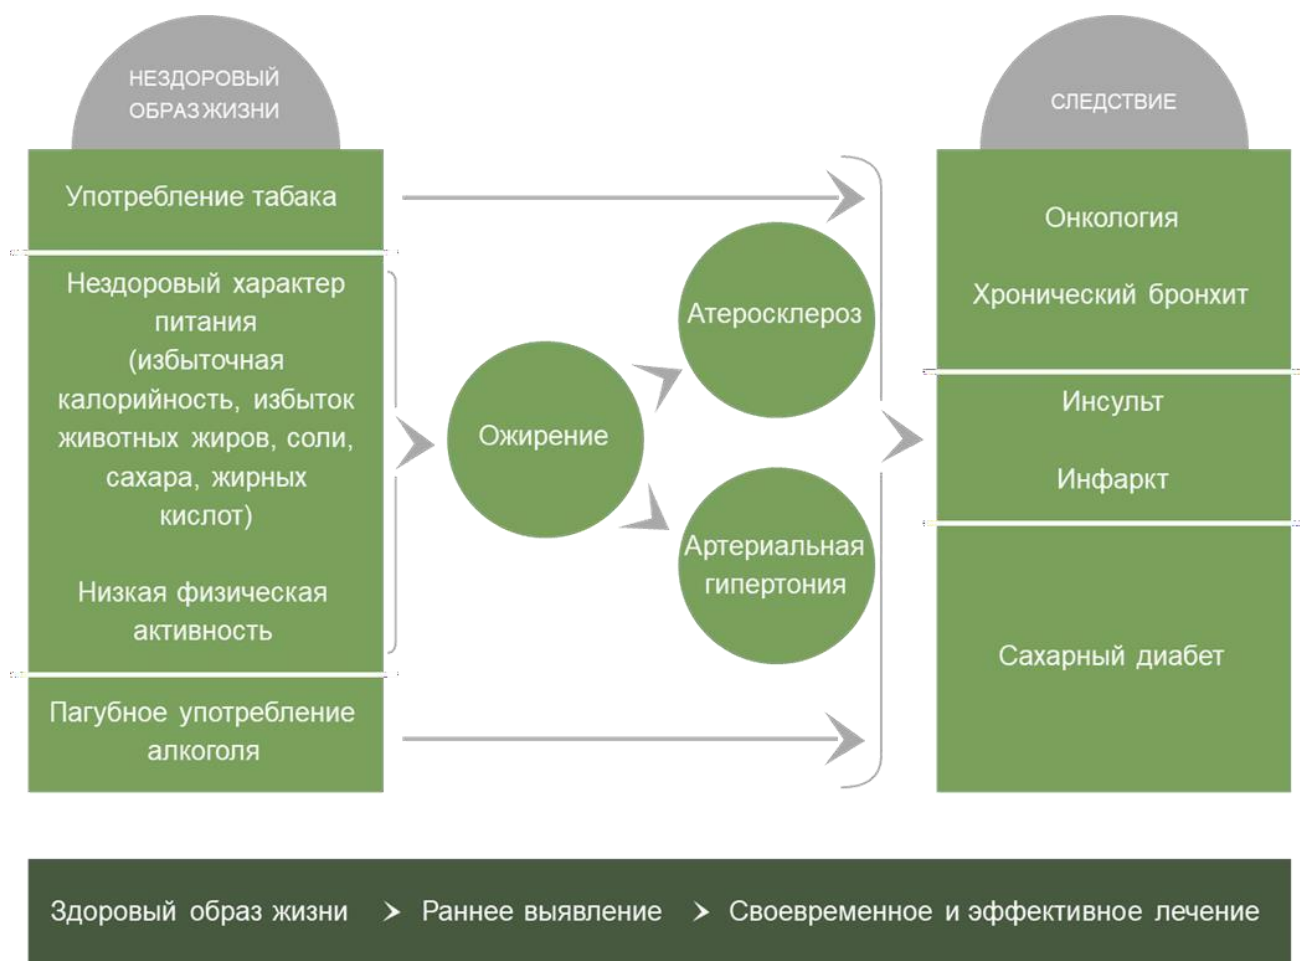 НЕЗДОРОВЫЙ
ОБРАЗ ЖИЗНИ
Употребление табака
Нездоровый характер
питания
(избыточная
калорийность, избыток
животных жиров, соли,
сахара, жирных
кислот)
Низкая физическая
активность
Пагубное употребление
алкоголя
Ожирение
Атеросклероз
Артериальная
гипертония
СЛЕДСТВИЕ
Онкология
Хронический бронхит
Инсульт
Инфаркт
Сахарный диабет
Здоровый образ жизни > Раннее выявление > Своевременное и эффективное лечение